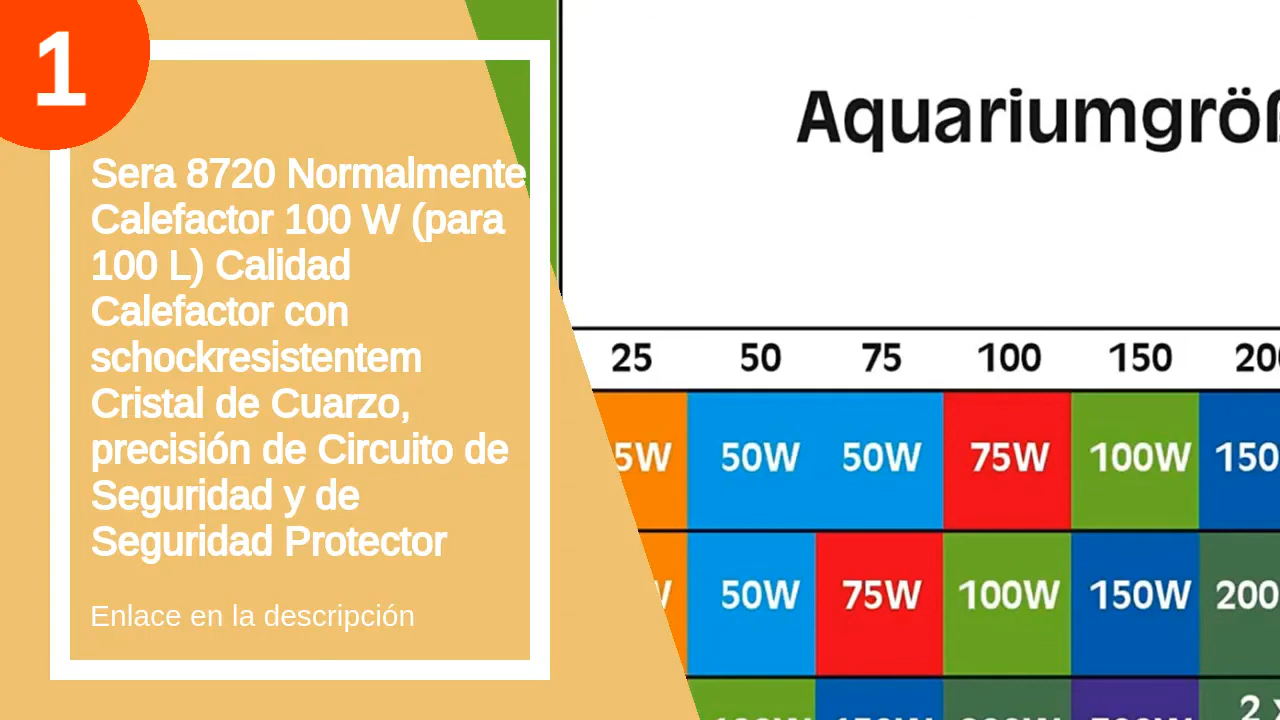 1
Sera 8720 Normalmente
Calefactor 100 W (para
100 L) Calidad
Calefactor con
schockresistentem
Cristal de Cuarzo,
precisión de Circuito de
Seguridad y de
Seguridad Protector
Enlace en la descripción
25 50 75 100 150
5W 50W 50W 75W 100W 150
50W 75W 100W 150W 200